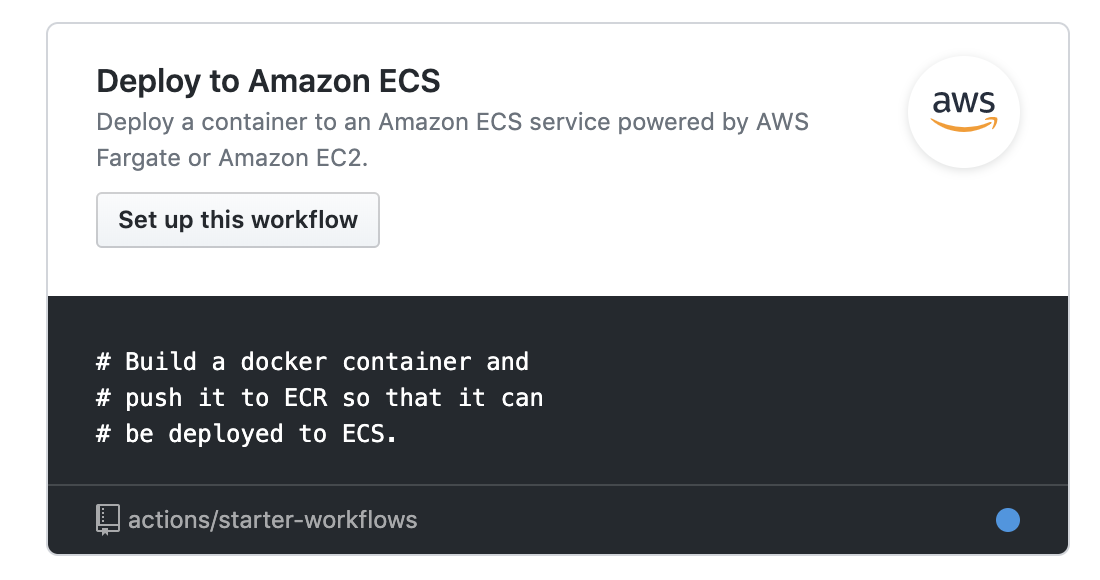 Deploy to Amazon ECS
aws
Deploy a container to an Amazon ECS service powered by AWS
Fargate or Amazon EC2.
Set up this workflow
# Build a docker container and
# push it to ECR so that it can
# be deployed to ECS.
actions/starter-workflows